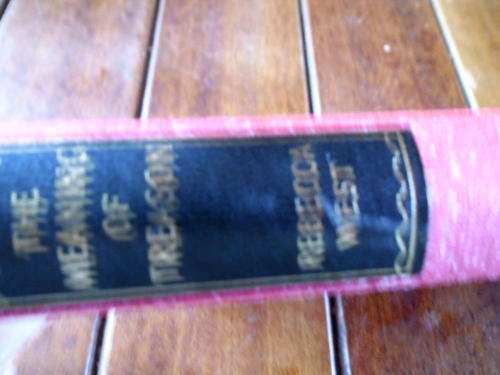 THE
MEANING
OF
TREASON
REBECCA
WEST